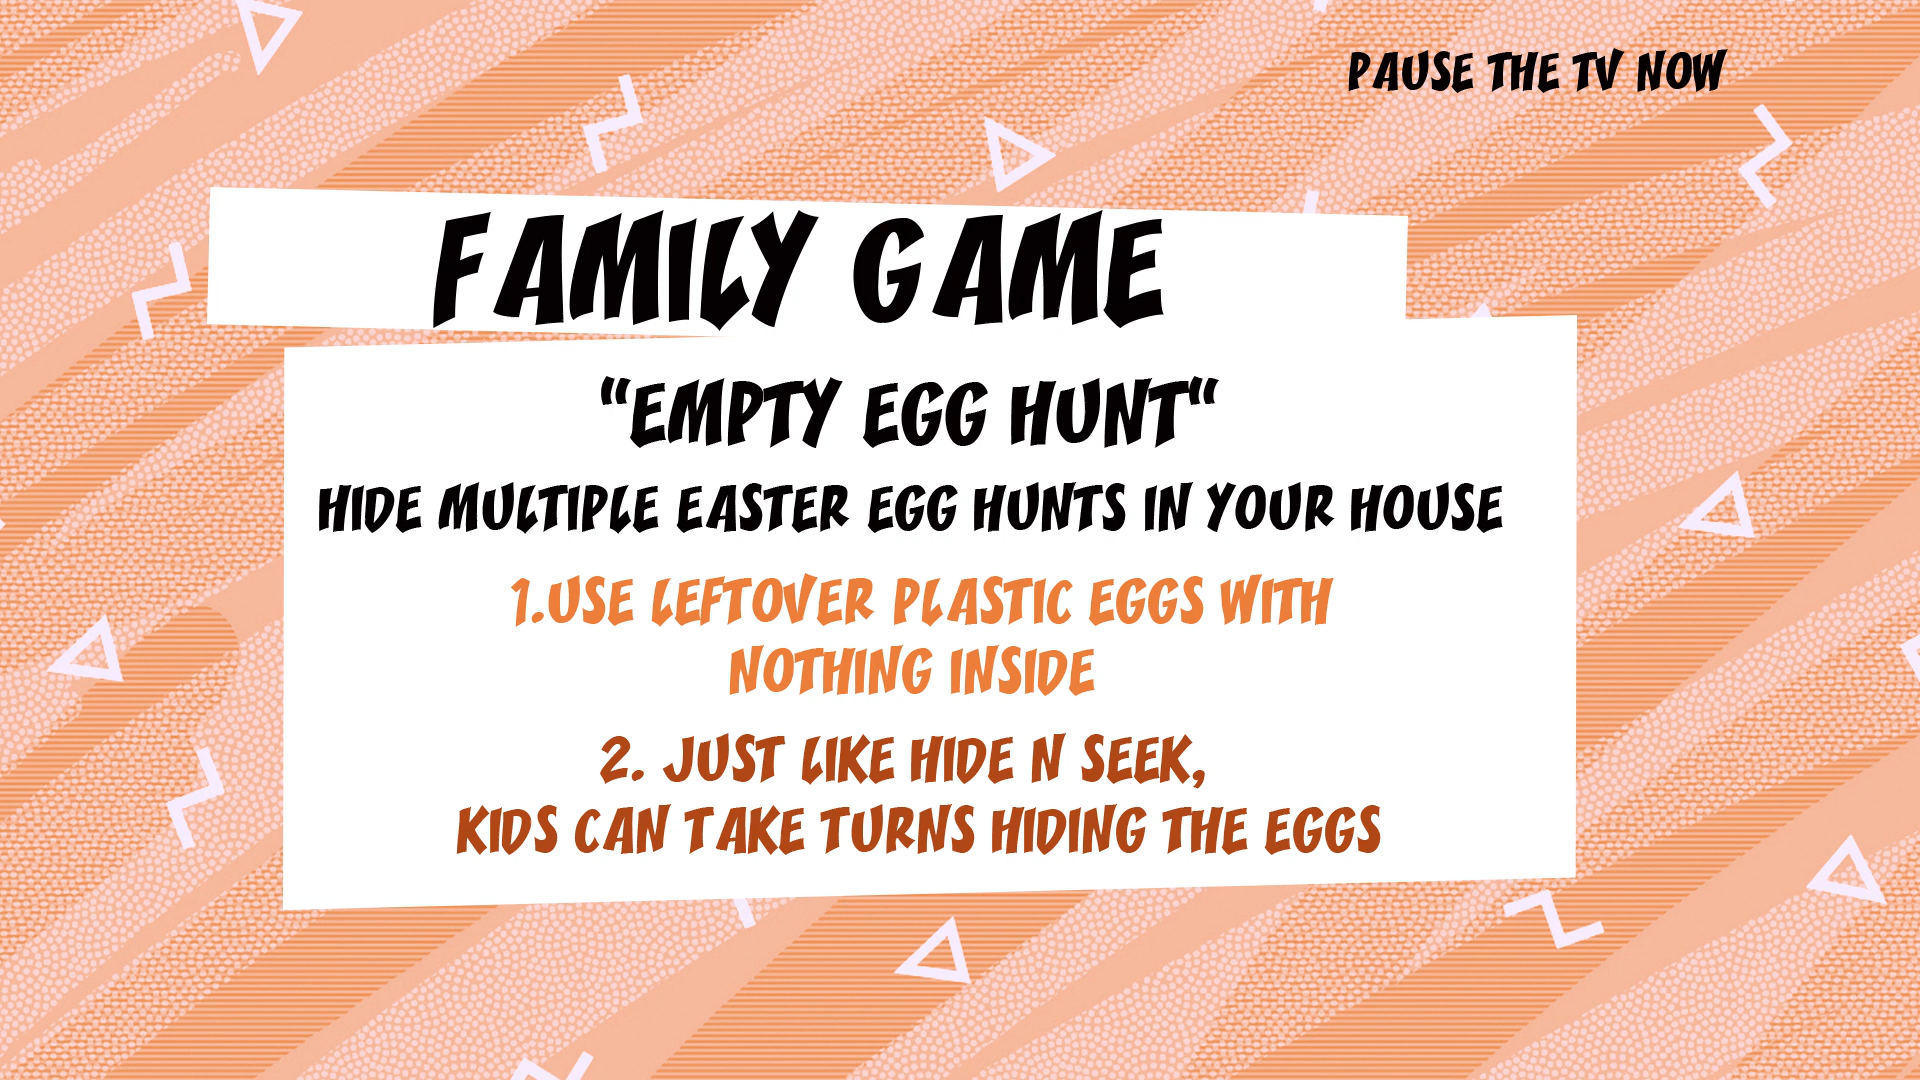 PAUSE THE TV NOW
FAMILY GAME
“EMPTY EGG HUNT“
HIDE MULTIPLE EASTER EGG HUNTS IN YOUR HOUSE
1.USE LEFTOVER PLASTIC EGGS WITH
NOTHING INSIDE
2. JUST LIKE HIDE N SEEK,
KIDS CAN TAKE TURNS HIDING THE EGGS